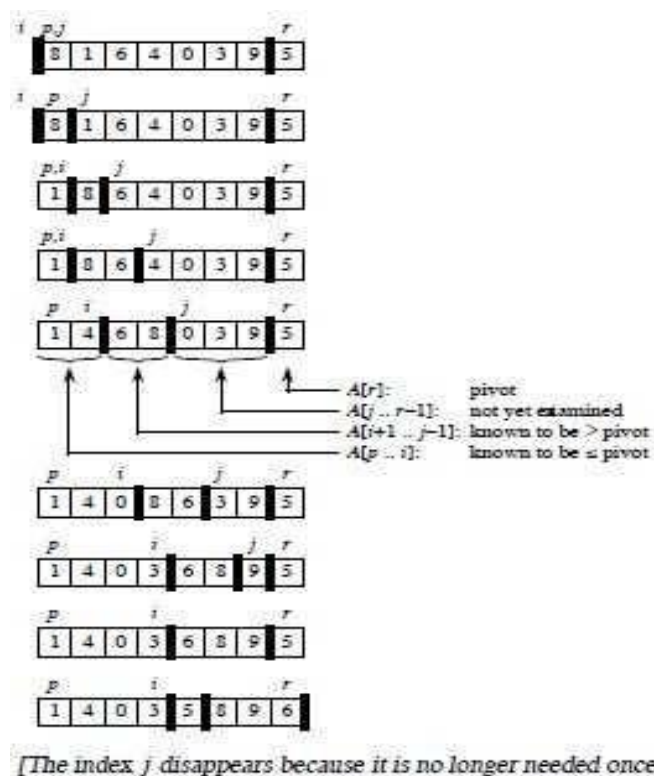 i p,j r
8 1 6 4 0 3 9 5
i p j r
8 1 6 4 0 3 9 5
p,i j r
1 8 6 4 0 3 9 5
p,i j r
1 8 6 4 0 3 9 5
p i j r
1 4 6 8 0 3 9 5
A[r]: pivot
A[j .. r–1]: not yet examined
A[i+1 .. j–1]: known to be > pivot
A[p .. i]: known to be ≤ pivot
p i j r
1 4 0 8 6 3 9 5
p i j r
1 4 0 3 6 8 9 5
p i r
1 4 0 3 6 8 9 5
p i r
1 4 0 3 5 8 9 6
[The index j disappears because it is no longer needed once